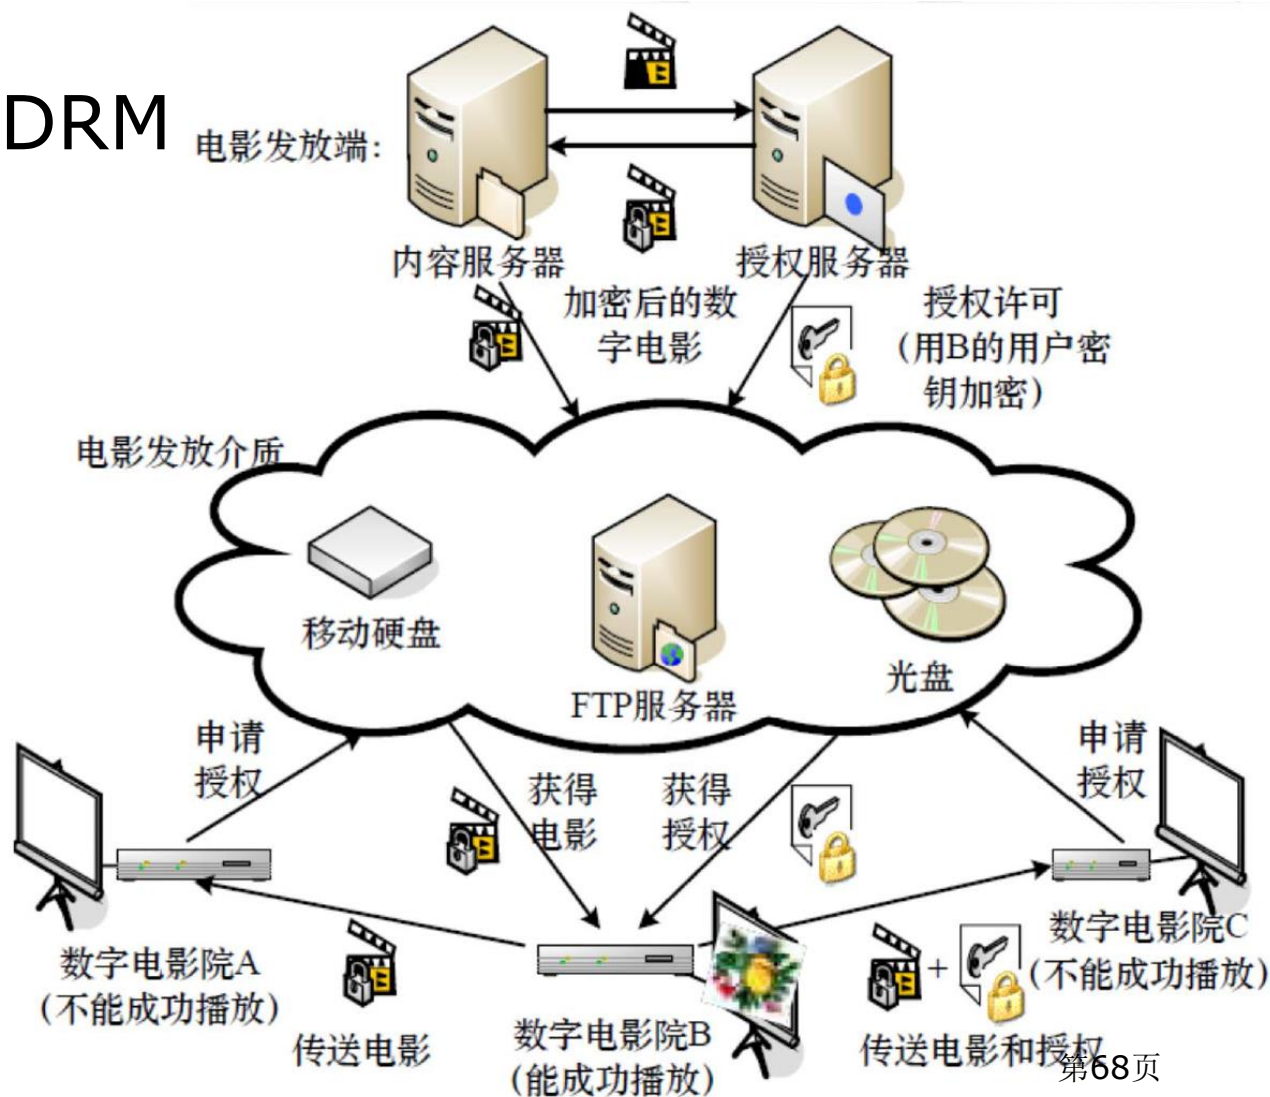 DRM
电影发放端:
内容服务器
授权服务器
加密后的数
字电影
授权许可
(用B的用户密
钥加密)
电影发放介质
移动硬盘
FTP服务器
光盘
申请
授权
获得
电影
获得
授权
申请
授权
数字电影院A
(不能成功播放)
传送电影
数字电影院B
(能成功播放)
数字电影院C
(不能成功播放)
+
传送电影和授权
第68页